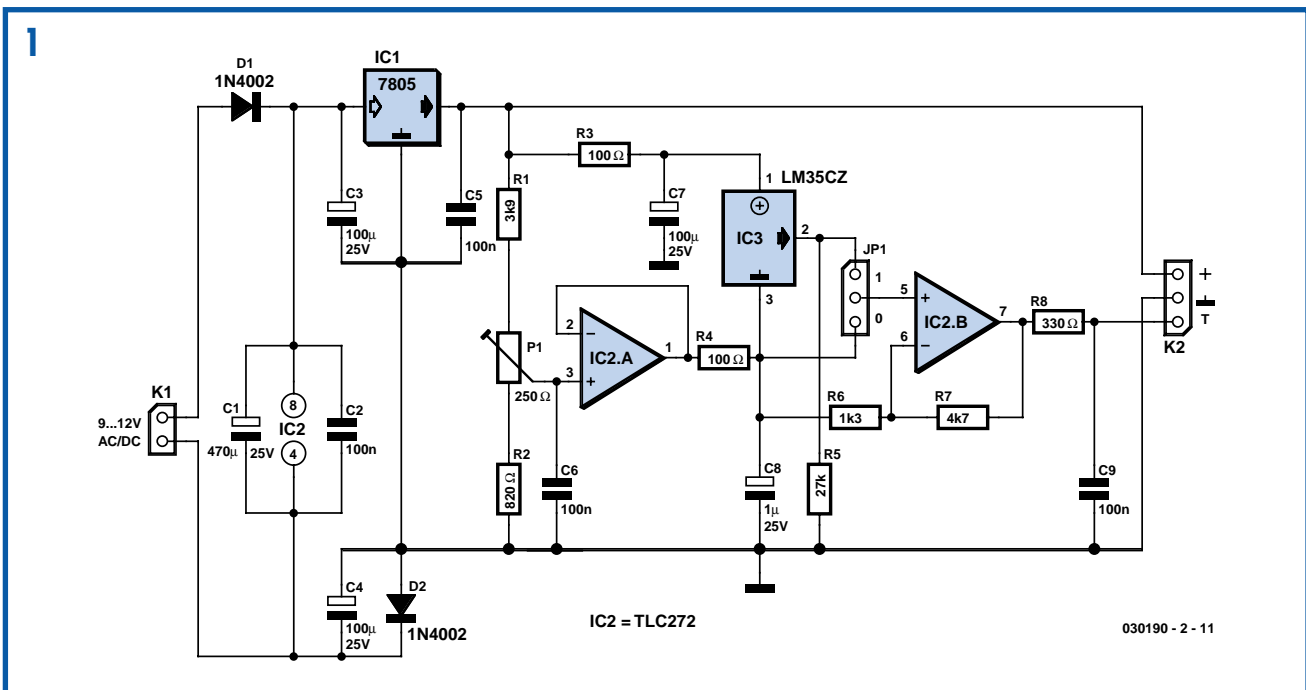 1
D1
1N4002
IC1
7805
R3
100Ω
R1
3k9
C3
100µ
25V
C5
100n
C7
100µ
25V
LM35CZ
1
IC3
2
3
JP1
1
0
5
+
6
−
IC2.B
7
R8
330Ω
+
T
K2
K1
9...12V
AC/DC
C1
470µ
25V
8
IC2
4
C2
100n
P1
250Ω
2
−
3
+
IC2.A
1
R4
100Ω
R6
1k3
R7
4k7
R2
820Ω
C6
100n
C8
1µ
25V
R5
27k
C9
100n
C4
100µ
25V
D2
1N4002
IC2 = TLC272
030190 - 2 - 11